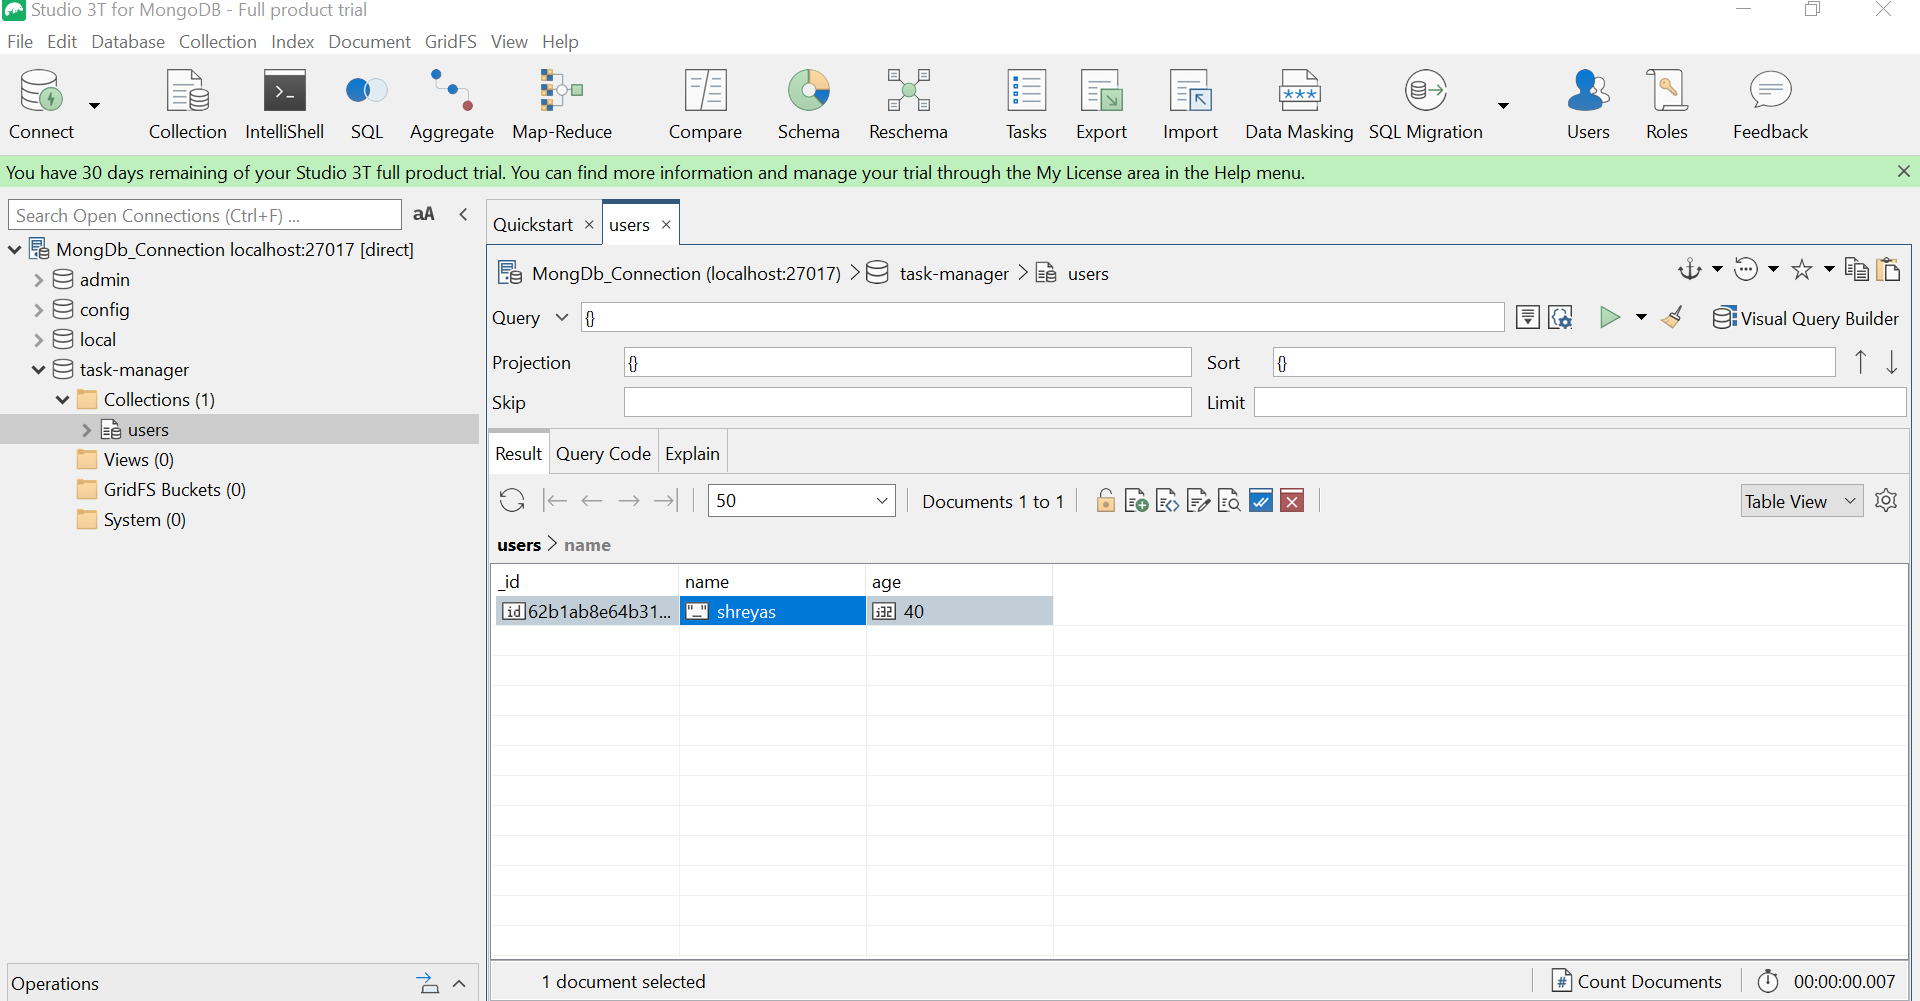 Studio 3T for MongoDB - Full product trial
File Edit Database Collection Index Document GridFS View Help
Connect Collection IntelliShell SQL Aggregate Map-Reduce Compare Schema Reschema Tasks Export Import Data Masking SQL Migration Users Roles Feedback
You have 30 days remaining of your Studio 3T full product trial. You can find more information and manage your trial through the My License area in the Help menu.
Search Open Connections (Ctrl+F) ... aA
MongDb_Connection localhost:27017 [direct]
admin
config
local
task-manager
Collections (1)
users
Views (0)
GridFS Buckets (0)
System (0)
Operations
Quickstart users
MongDb_Connection (localhost:27017) task-manager users
Query {} Visual Query Builder
Projection {} Sort {}
Skip Limit
Result Query Code Explain
50 Documents 1 to 1 Table View
users > name
_id name age
id 62b1ab8e64b31... "_" shreyas i32 40
1 document selected # Count Documents 00:00:00.007